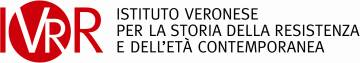 IVRR
ISTITUTO VERONESE
PER LA STORIA DELLA RESISTENZA
E DELL'ETÀ CONTEMPORANEA